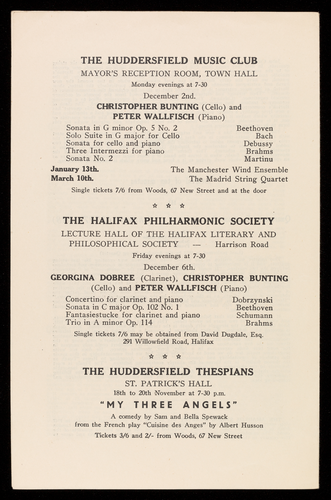 THE HUDDERSFIELD MUSIC CLUB
MAYOR'S RECEPTION ROOM, TOWN HALL
Monday evenings at 7-30
December 2nd.
CHRISTOPHER BUNTING (Cello) and
PETER WALLFISCH (Piano)
Sonata in G minor Op. 5 No. 2 Beethoven
Solo Suite in G major for Cello Bach
Sonata for cello and piano Debussy
Three Intermezzi for piano Brahms
Sonata No. 2 Martinu
January 13th. The Manchester Wind Ensemble
March 10th. The Madrid String Quartet
Single tickets 7/6 from Woods, 67 New Street and at the door
* * *
THE HALIFAX PHILHARMONIC SOCIETY
LECTURE HALL OF THE HALIFAX LITERARY AND
PHILOSOPHICAL SOCIETY — Harrison Road
Friday evenings at 7-30
December 6th.
GEORGINA DOBREE (Clarinet), CHRISTOPHER BUNTING
(Cello) and PETER WALLFISCH (Piano)
Concertino for clarinet and piano Dobrzynski
Sonata in C major Op. 102 No. 1 Beethoven
Fantasiestucke for clarinet and piano Schumann
Trio in A minor Op. 114 Brahms
Single tickets 7/6 may be obtained from David Dugdale, Esq.
291 Willowfield Road, Halifax
* * *
THE HUDDERSFIELD THESPIANS
ST. PATRICK'S HALL
18th to 20th November at 7-30 p.m.
"MY THREE ANGELS"
A comedy by Sam and Bella Spewack
from the French play "Cuisine des Anges" by Albert Husson
Tickets 3/6 and 2/- from Woods, 67 New Street